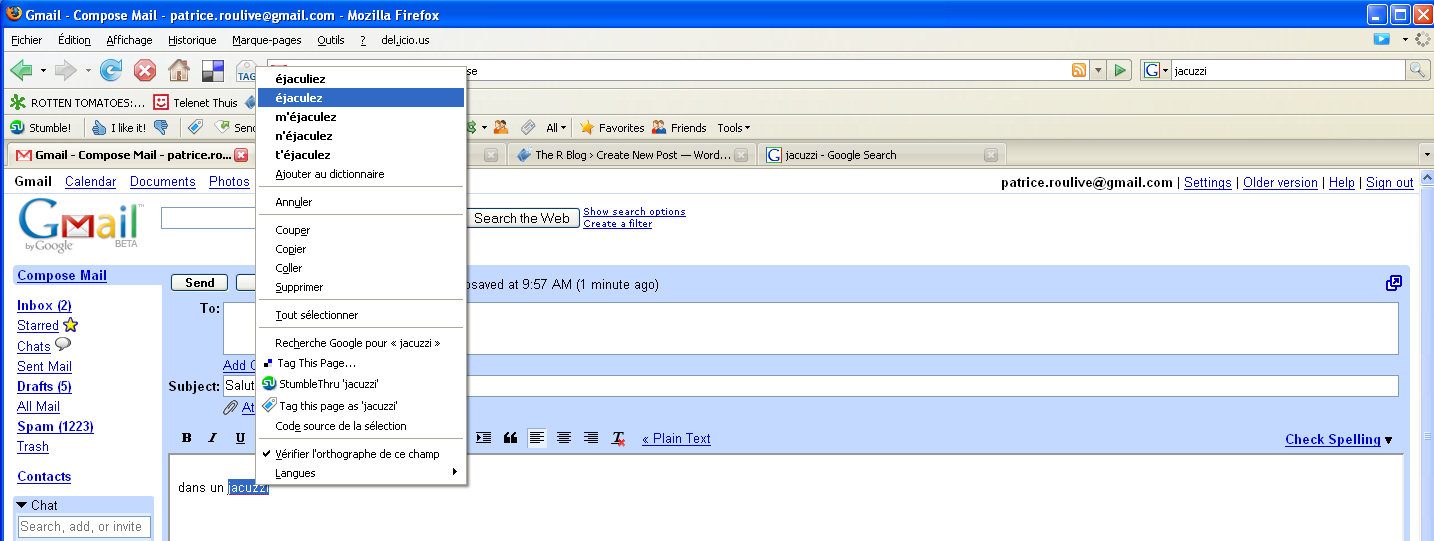 Gmail - Compose Mail - patrice.roulive@gmail.com - Mozilla Firefox
Fichier Édition Affichage Historique Marque-pages Outils ? del.icio.us
TAG se jacuzzi
ROTTEN TOMATOES:... Telenet Thuis
Stumble! I like it! Send All Favorites Friends Tools
Gmail - Compose Mail - patrice.ro... The R Blog › Create New Post — Word... jacuzzi - Google Search
Gmail Calendar Documents Photos patrice.roulive@gmail.com | Settings | Older version | Help | Sign out
Gmail
by Google BETA
Search the Web
Show search options
Create a filter
Compose Mail
Inbox (2)
Starred
Chats
Sent Mail
Drafts (5)
All Mail
Spam (1223)
Trash
Contacts
Chat
Search, add, or invite
Send saved at 9:57 AM (1 minute ago)
To:
Add
Subject: Salut
At
B I U « Plain Text Check Spelling
dans un jacuzzi
éjaculiez
éjaculez
m'éjaculez
n'éjaculez
t'éjaculez
Ajouter au dictionnaire
Annuler
Couper
Copier
Coller
Supprimer
Tout sélectionner
Recherche Google pour « jacuzzi »
Tag This Page...
StumbleThru 'jacuzzi'
Tag this page as 'jacuzzi'
Code source de la sélection
Vérifier l'orthographe de ce champ
Langues